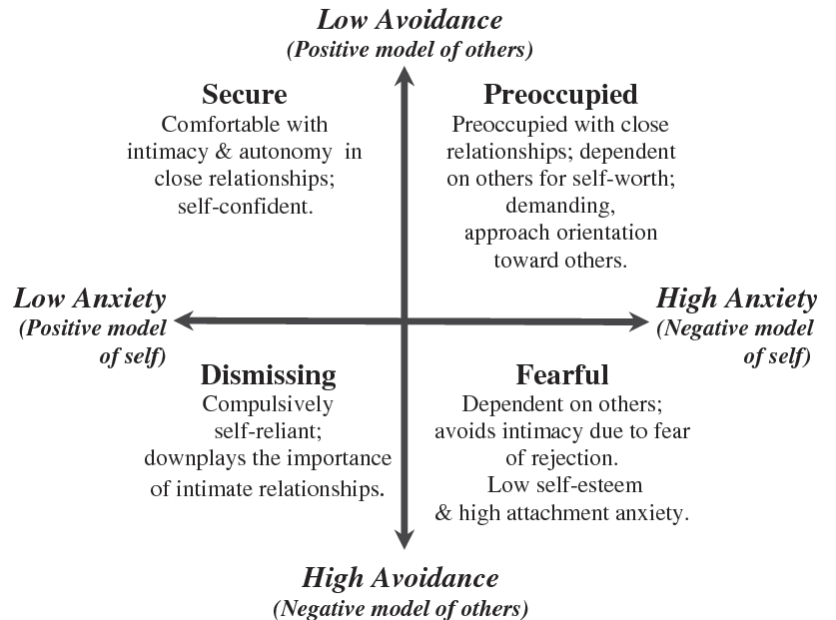 Low Avoidance
(Positive model of others)
Secure
Comfortable with
intimacy & autonomy in
close relationships;
self-confident.
Preoccupied
Preoccupied with close
relationships; dependent
on others for self-worth;
demanding,
approach orientation
toward others.
Low Anxiety
(Positive model
of self)
High Anxiety
(Negative model
of self)
Dismissing
Compulsively
self-reliant;
downplays the importance
of intimate relationships.
Fearful
Dependent on others;
avoids intimacy due to fear
of rejection.
Low self-esteem
& high attachment anxiety.
High Avoidance
(Negative model of others)